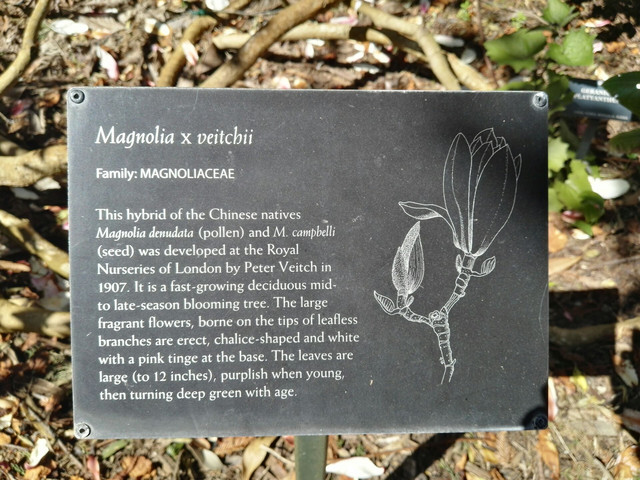 Magnolia x veitchii
Family: MAGNOLIACEAE
This hybrid of the Chinese natives
Magnolia denudata (pollen) and M. campbelli
(seed) was developed at the Royal
Nurseries of London by Peter Veitch in
1907. It is a fast-growing deciduous mid-
to late-season blooming tree. The large
fragrant flowers, borne on the tips of leafless
branches are erect, chalice-shaped and white
with a pink tinge at the base. The leaves are
large (to 12 inches), purplish when young,
then turning deep green with age.